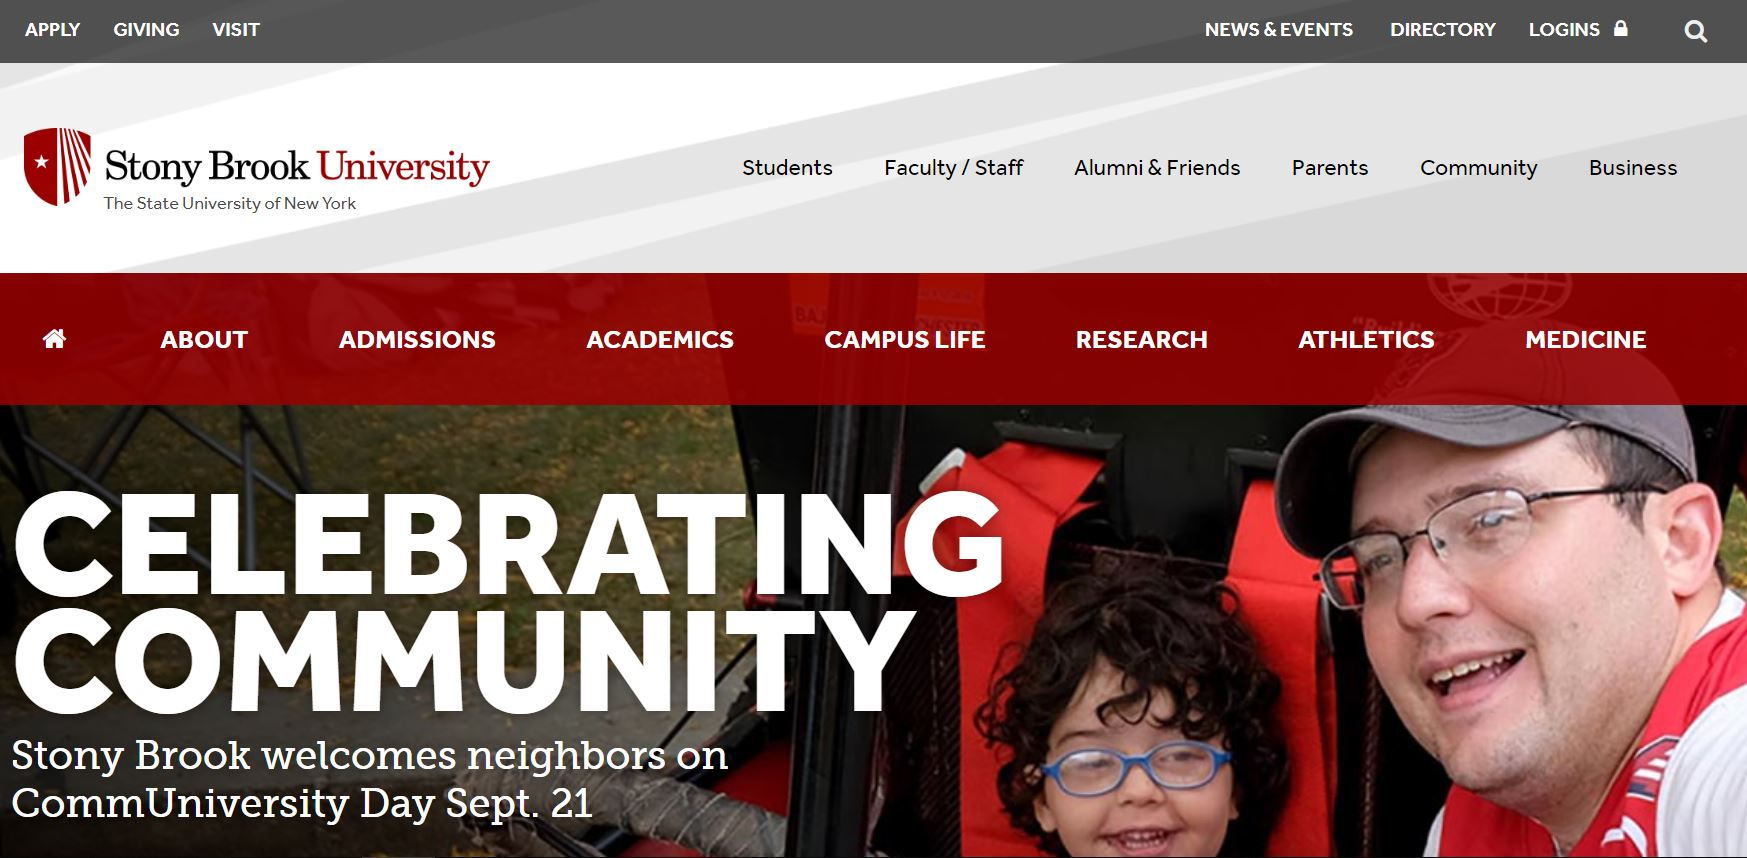 APPLY GIVING VISIT NEWS & EVENTS DIRECTORY LOGINS
Stony Brook University
The State University of New York
Students Faculty / Staff Alumni & Friends Parents Community Business
ABOUT ADMISSIONS ACADEMICS CAMPUS LIFE RESEARCH ATHLETICS MEDICINE
CELEBRATING
COMMUNITY
Stony Brook welcomes neighbors on
CommUniversity Day Sept. 21